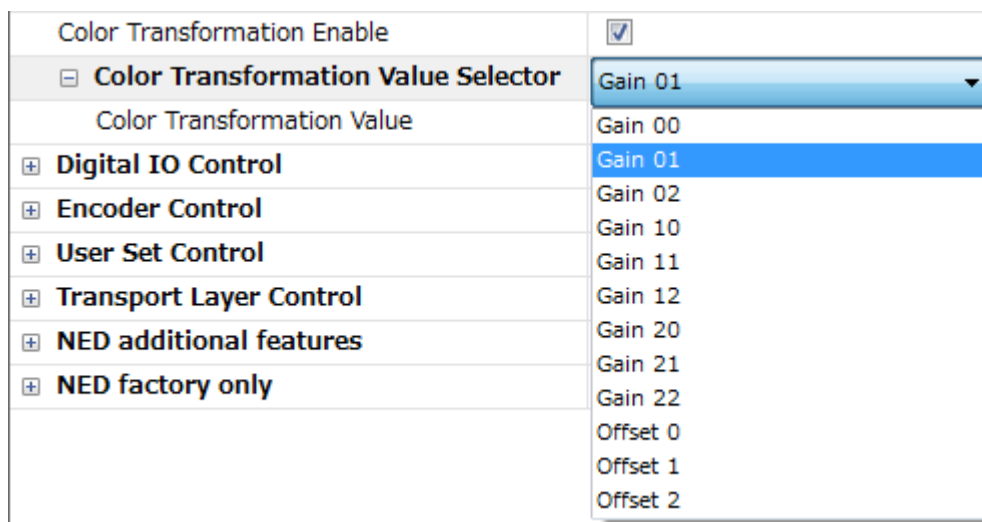 Color Transformation Enable
Color Transformation Value Selector Gain 01
Color Transformation Value Gain 00
Digital IO Control Gain 01
Encoder Control Gain 02
User Set Control Gain 10
Transport Layer Control Gain 11
NED additional features Gain 12
NED factory only Gain 20
Gain 21
Gain 22
Offset 0
Offset 1
Offset 2